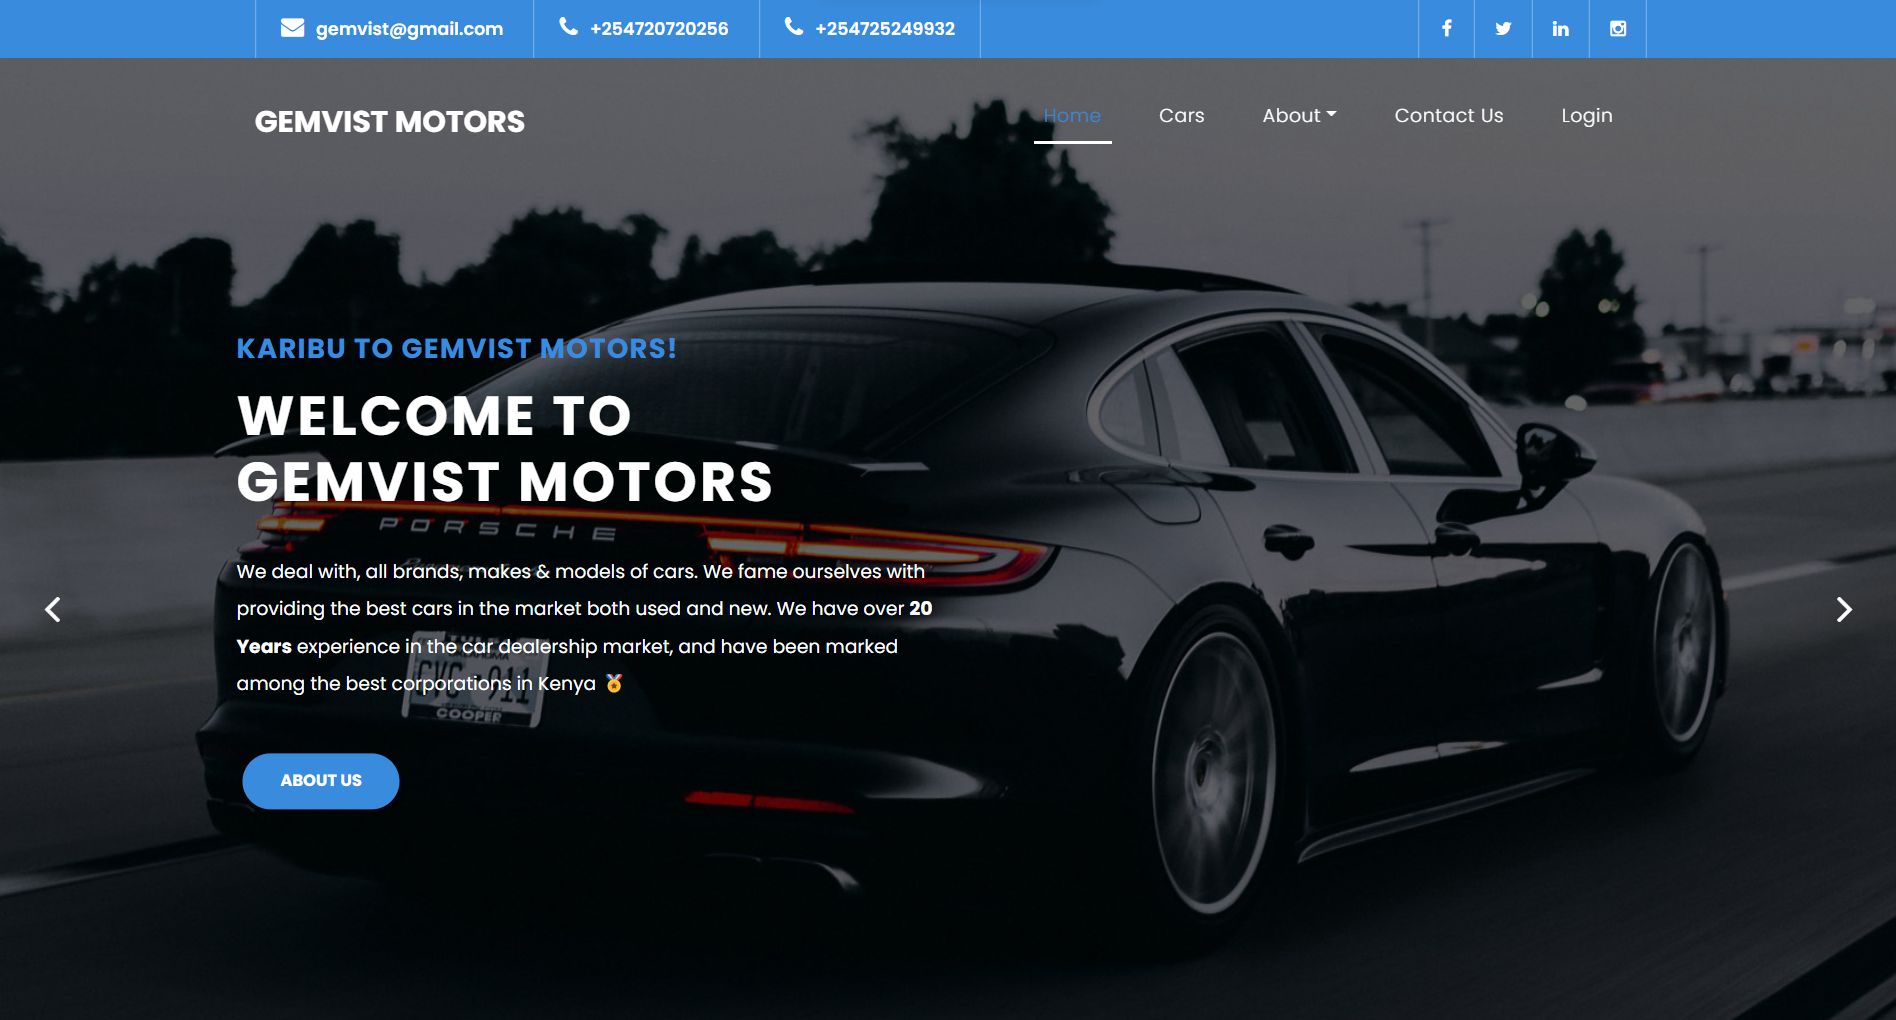 gemvist@gmail.com
+254720720256
+254725249932
GEMVIST MOTORS
Home
Cars
About
Contact Us
Login
KARIBU TO GEMVIST MOTORS!
WELCOME TO
GEMVIST MOTORS
PORSCHE
We deal with, all brands, makes & models of cars. We fame ourselves with
providing the best cars in the market both used and new. We have over 20
Years experience in the car dealership market, and have been marked
among the best corporations in Kenya 🏅
COOPER
ABOUT US